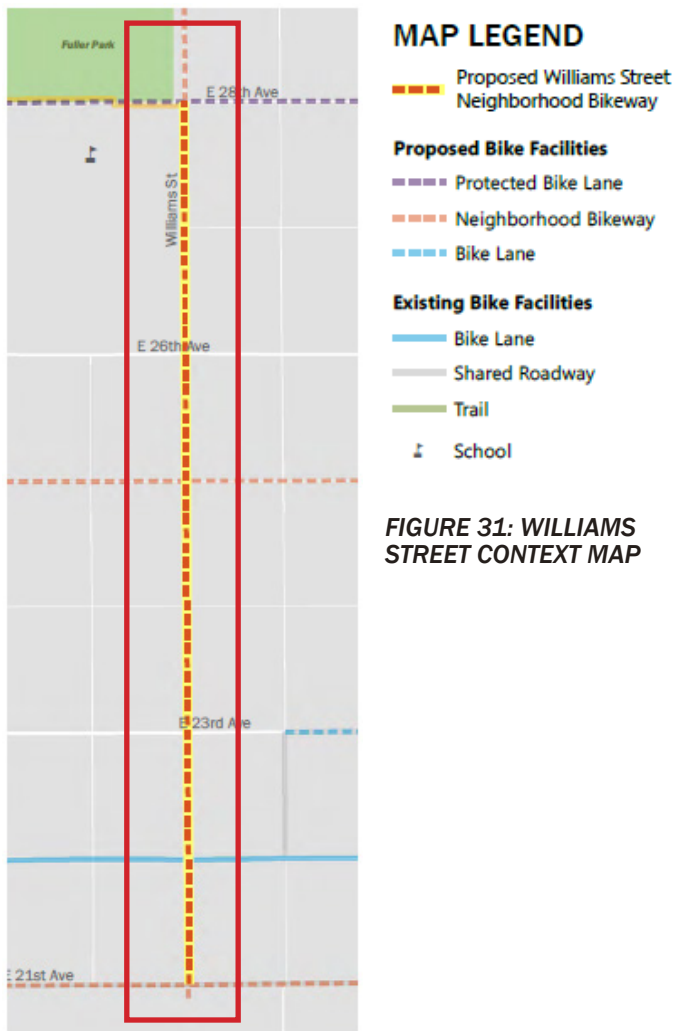 Fuller Park
E 28th Ave
Williams St
E 26th Ave
E 23rd Ave
E 21st Ave
MAP LEGEND
Proposed Williams Street
Neighborhood Bikeway
Proposed Bike Facilities
Protected Bike Lane
Neighborhood Bikeway
Bike Lane
Existing Bike Facilities
Bike Lane
Shared Roadway
Trail
School
FIGURE 31: WILLIAMS
STREET CONTEXT MAP